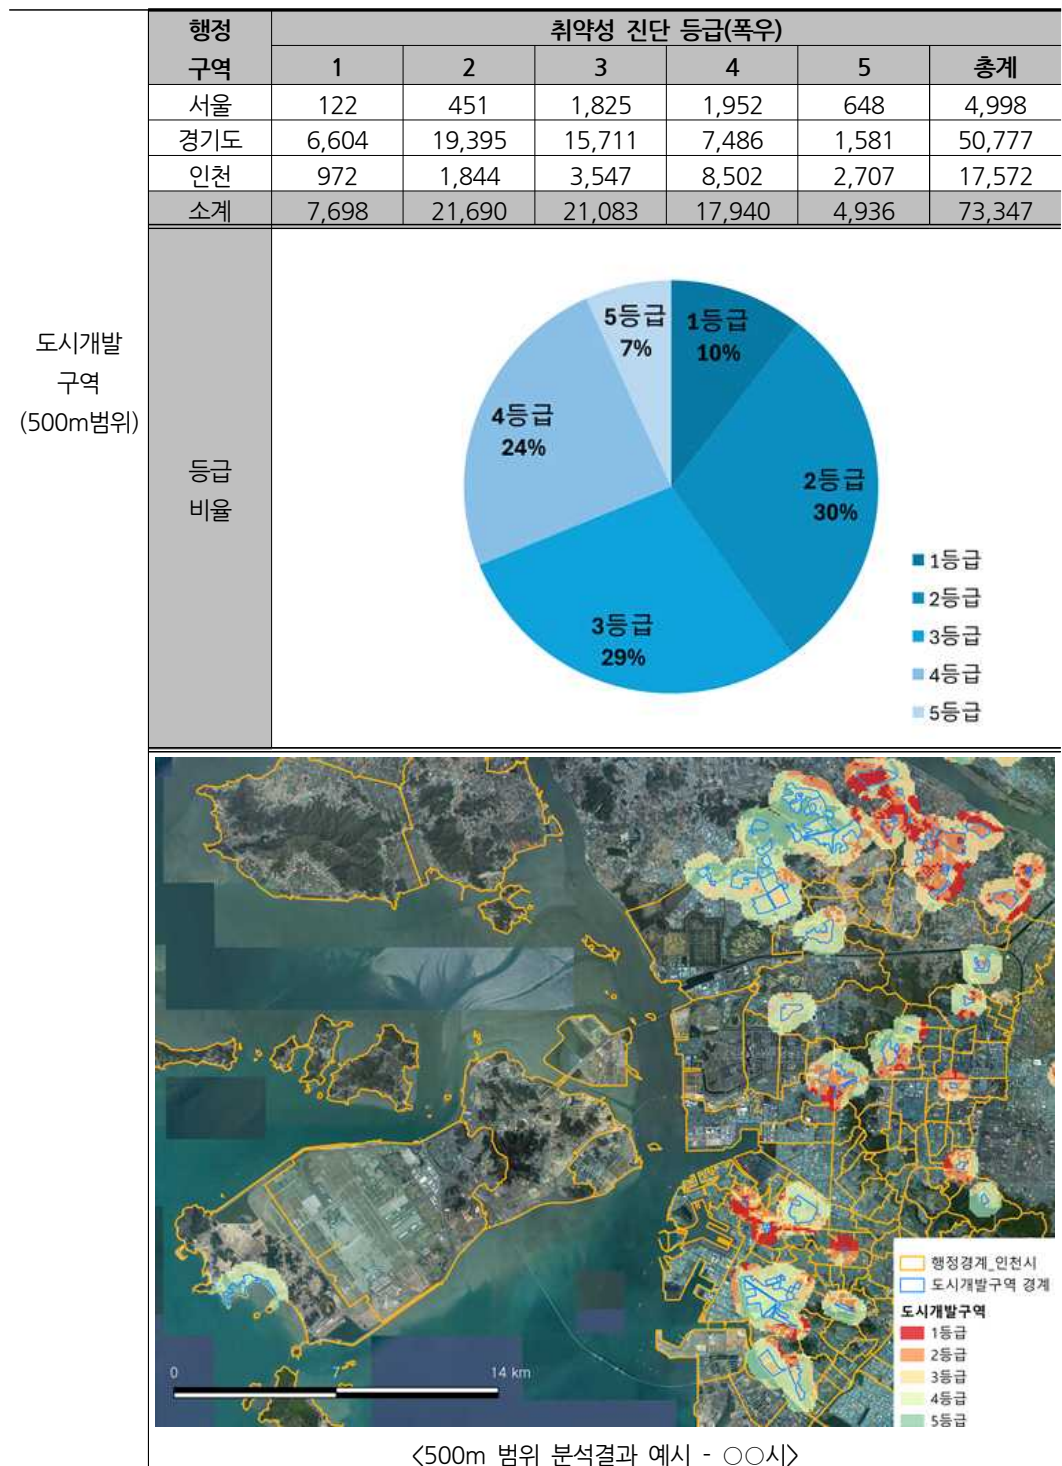 행정
구역
취약성 진단 등급(폭우)
1 2 3 4 5 총계
서울 122 451 1,825 1,952 648 4,998
경기도 6,604 19,395 15,711 7,486 1,581 50,777
인천 972 1,844 3,547 8,502 2,707 17,572
소계 7,698 21,690 21,083 17,940 4,936 73,347
도시개발
구역
(500m범위)
등급
비율
5등급
7%
1등급
10%
4등급
24%
2등급
30%
3등급
29%
1등급
2등급
3등급
4등급
5등급
행정경계_인천시
도시개발구역 경계
도시개발구역
1등급
2등급
3등급
4등급
5등급
0 7 14 km
<500m 범위 분석결과 예시 - ○○시>